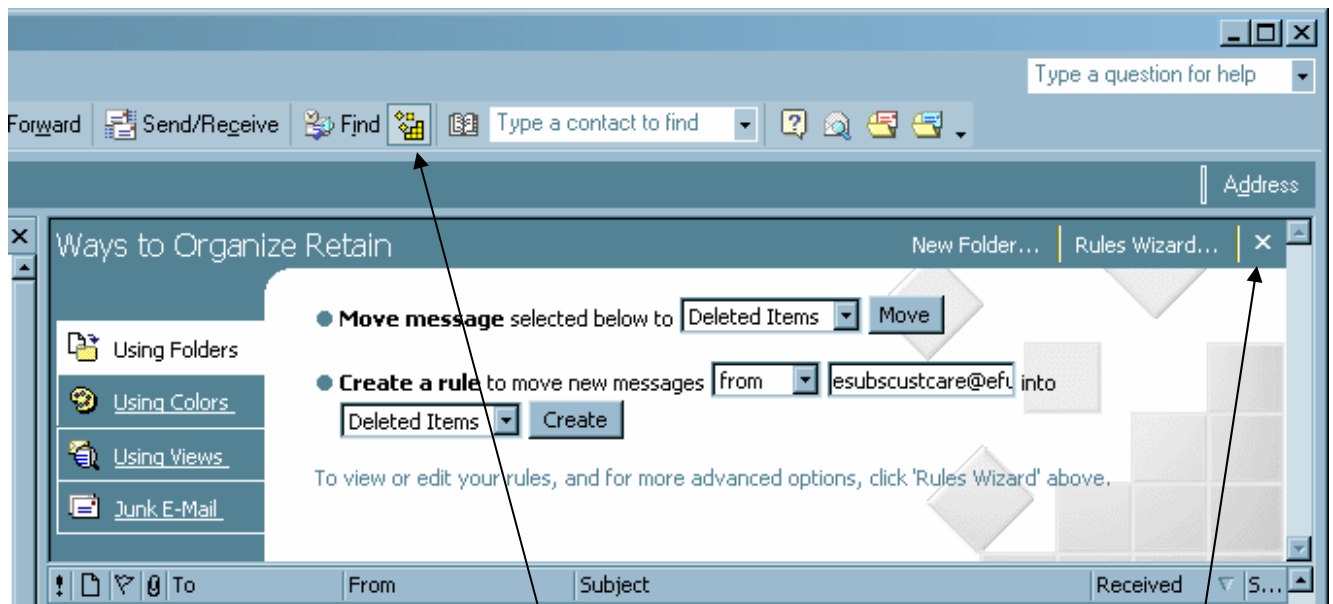 Type a question for help
Forward Send/Receive Find Type a contact to find
Address
Ways to Organize Retain New Folder... Rules Wizard...
Move message selected below to Deleted Items Move
Using Folders
Create a rule to move new messages from esubscustcare@efu into
Using Colors
Deleted Items Create
Using Views
To view or edit your rules, and for more advanced options, click 'Rules Wizard' above.
Junk E-Mail
To From Subject Received S...